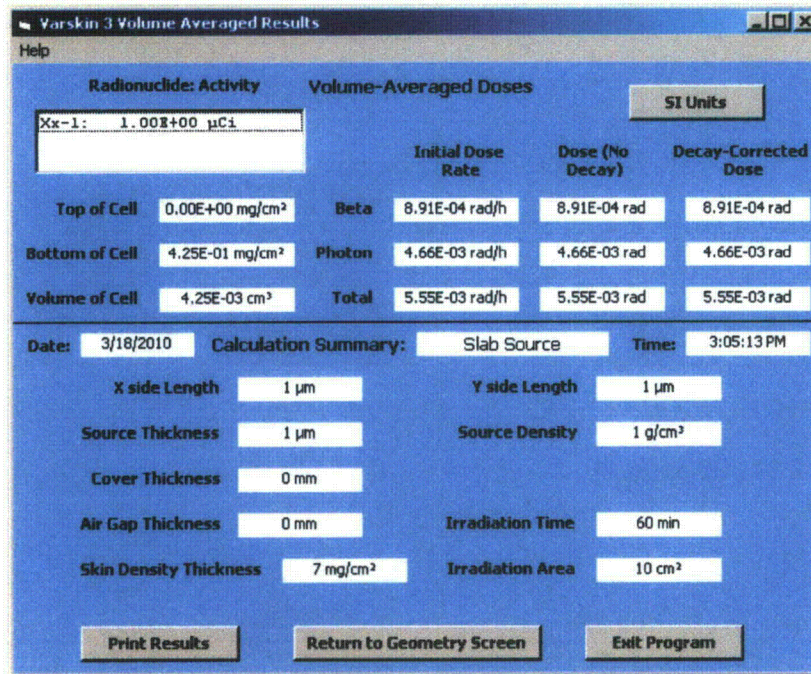 Varskin 3 Volume Averaged Results
Help
Radionuclide: Activity
Volume-Averaged Doses
SI Units
Xx-1: 1.00E+00 µCi
Initial Dose Rate
Dose (No Decay)
Decay-Corrected Dose
Top of Cell 0.00E+00 mg/cm² Beta 8.91E-04 rad/h 8.91E-04 rad 8.91E-04 rad
Bottom of Cell 4.25E-01 mg/cm² Photon 4.66E-03 rad/h 4.66E-03 rad 4.66E-03 rad
Volume of Cell 4.25E-03 cm³ Total 5.55E-03 rad/h 5.55E-03 rad 5.55E-03 rad
Date: 3/18/2010 Calculation Summary: Slab Source Time: 3:05:13 PM
X side Length 1 µm Y side Length 1 µm
Source Thickness 1 µm Source Density 1 g/cm³
Cover Thickness 0 mm
Air Gap Thickness 0 mm Irradiation Time 60 min
Skin Density Thickness 7 mg/cm² Irradiation Area 10 cm²
Print Results Return to Geometry Screen Exit Program